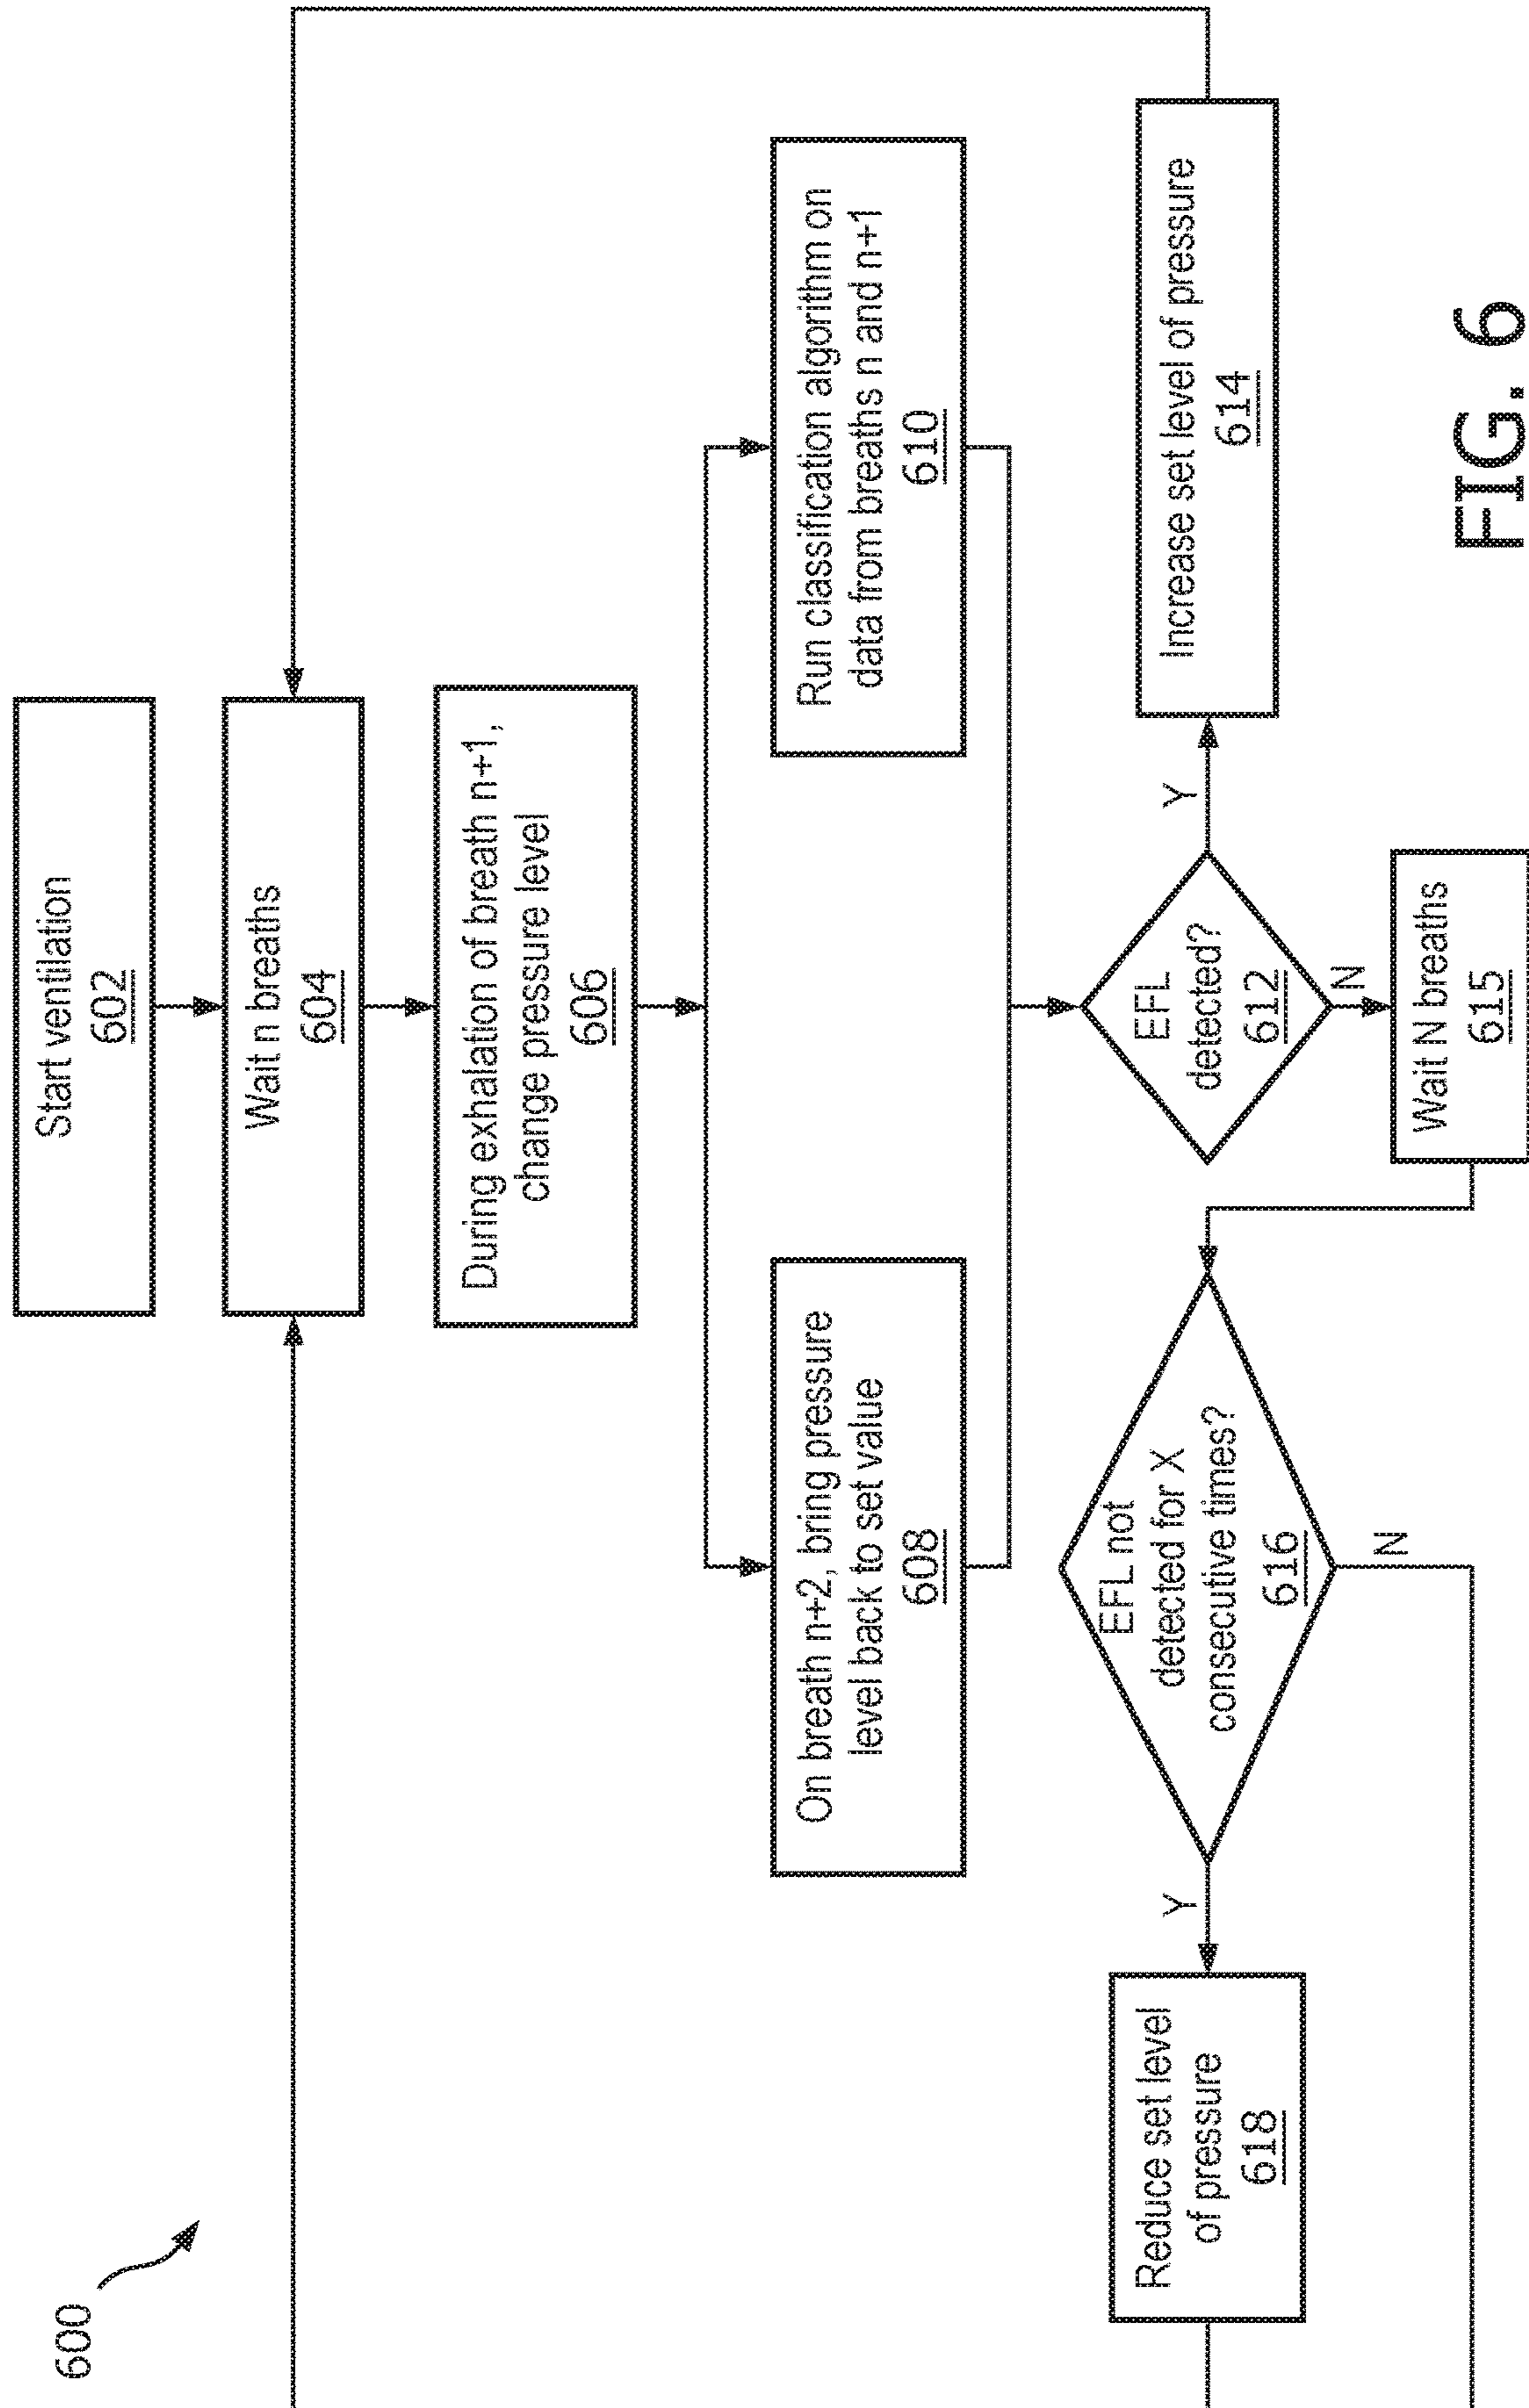 600
Start ventilation
602
Wait n breaths
604
During exhalation of breath n+1,
change pressure level
606
On breath n+2, bring pressure
level back to set value
608
Run classification algorithm on
data from breaths n and n+1
610
EFL
detected?
612
Y
N
Increase set level of pressure
614
Wait N breaths
615
EFL not
detected for X
consecutive times?
616
Y
N
Reduce set level
of pressure
618
FIG. 6